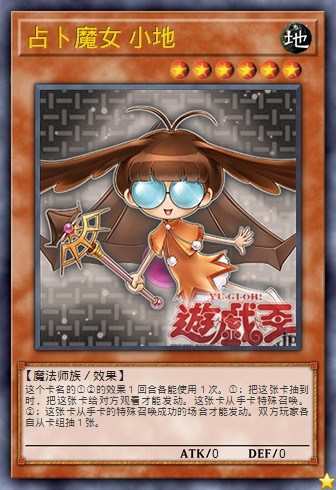 占卜魔女 小地
地
YU-GI-OH!
遊戯王
【魔法师族／效果】
这个卡名的①②的效果1回合各能使用1次。①：把这张卡抽到
时，把这张卡给对方观看才能发动。这张卡从手卡特殊召唤。
②：这张卡从手卡的特殊召唤成功的场合才能发动。双方玩家各
自从卡组抽1张。
ATK/0 DEF/0